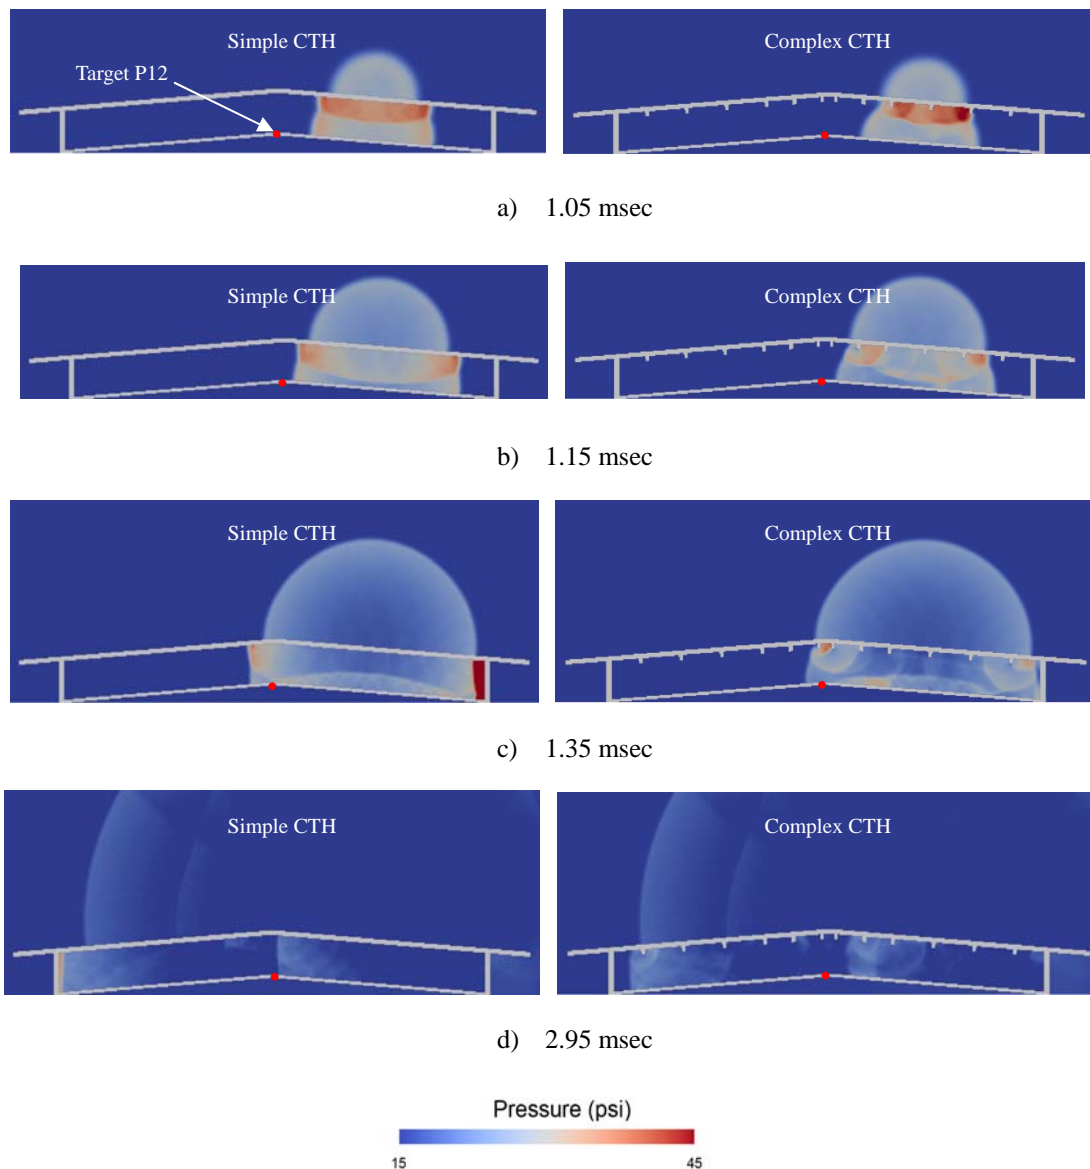 Simple CTH
Complex CTH
Target P12
a) 1.05 msec
Simple CTH
Complex CTH
b) 1.15 msec
Simple CTH
Complex CTH
c) 1.35 msec
Simple CTH
Complex CTH
d) 2.95 msec
Pressure (psi)
15
45